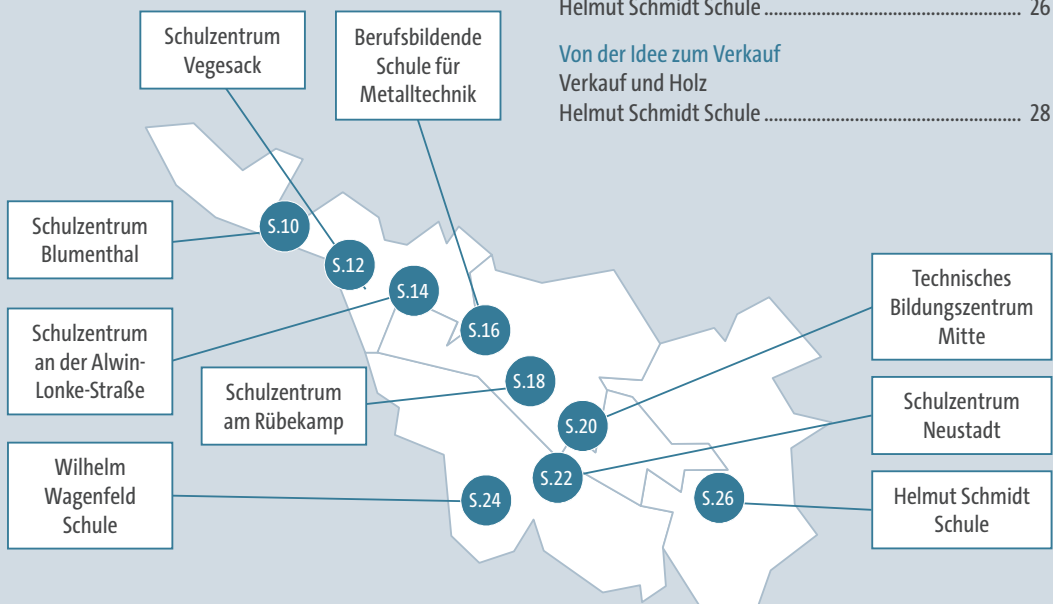 Helmut Schmidt Schule ........................................................ 26
Von der Idee zum Verkauf
Verkauf und Holz
Helmut Schmidt Schule ........................................................ 28
Schulzentrum
Vegesack
Berufsbildende
Schule für
Metalltechnik
Schulzentrum
Blumenthal
Schulzentrum
an der Alwin-
Lonke-Straße
Schulzentrum
am Rübekamp
Wilhelm
Wagenfeld
Schule
S.10
S.12
S.14
S.16
S.18
S.20
S.22
S.24
S.26
Technisches
Bildungszentrum
Mitte
Schulzentrum
Neustadt
Helmut Schmidt
Schule